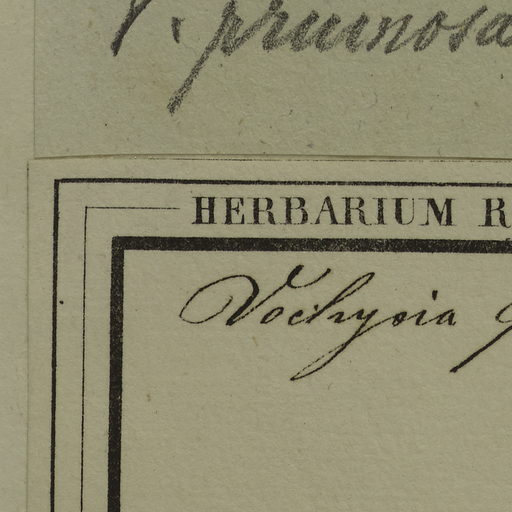 V. pruinosa
HERBARIUM R
Vochysia